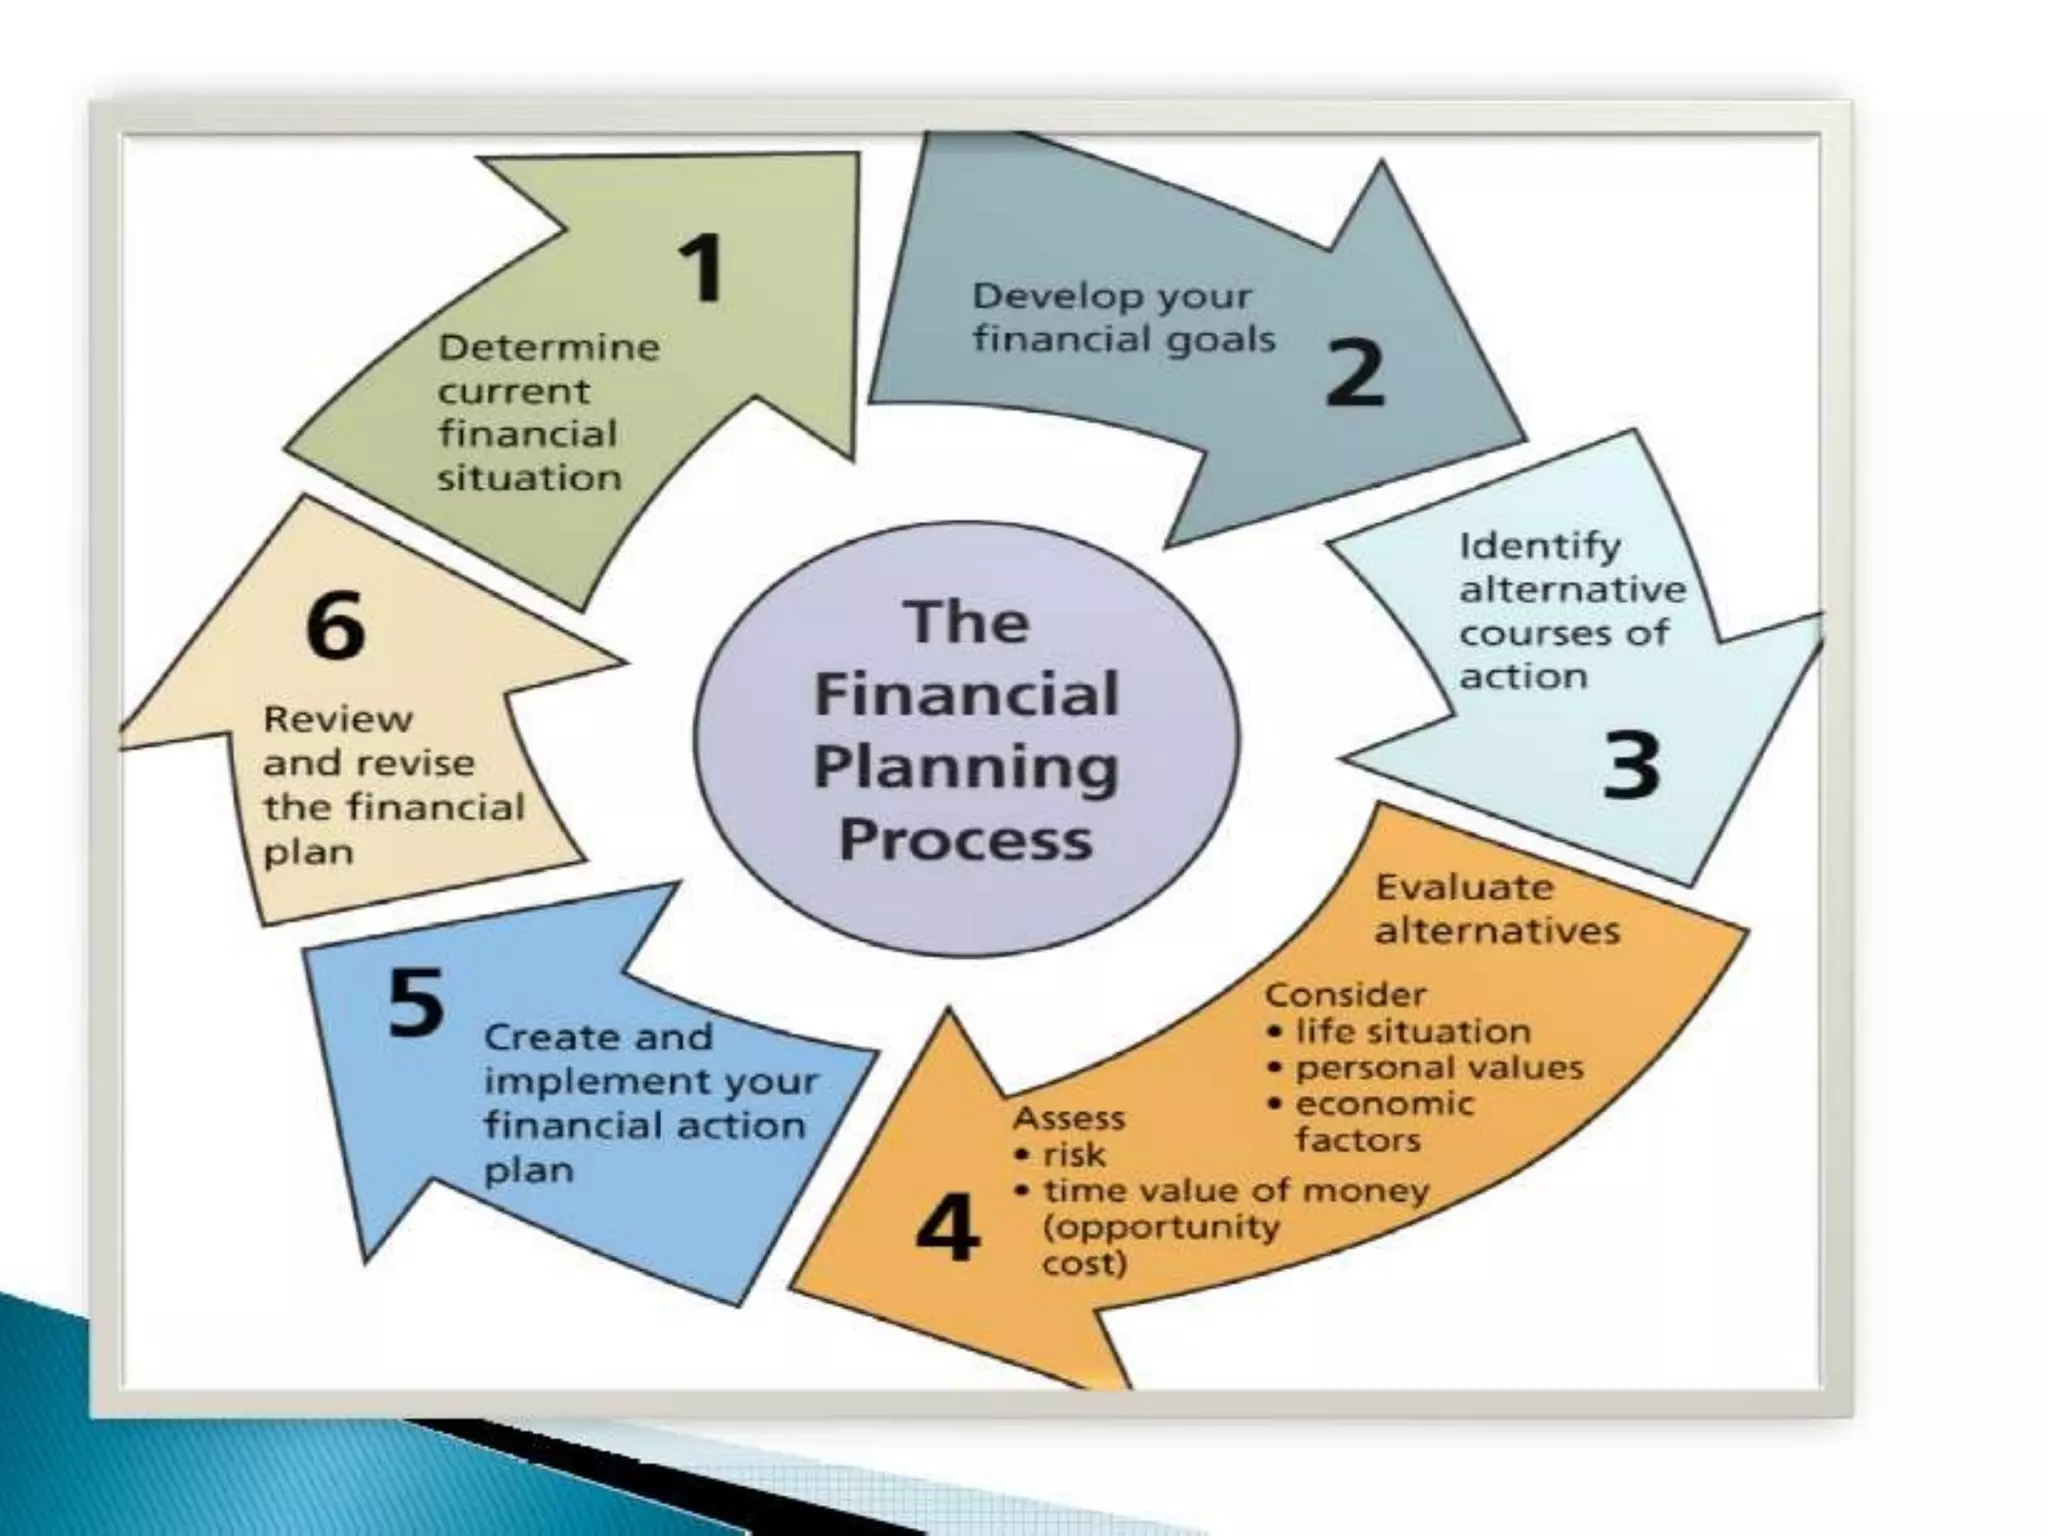 The
Financial
Planning
Process
1
Determine
current
financial
situation
Develop your
financial goals
2
Identify
alternative
courses of
action
3
Evaluate
alternatives
Consider
• life situation
• personal values
• economic
factors
Assess
• risk
• time value of money
(opportunity
cost)
4
5
Create and
implement your
financial action
plan
6
Review
and revise
the financial
plan